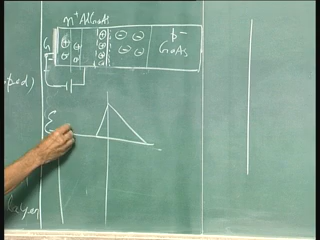 n⁺ AlGaAs
G
p⁻
GaAs
ped)
ℰ
layer